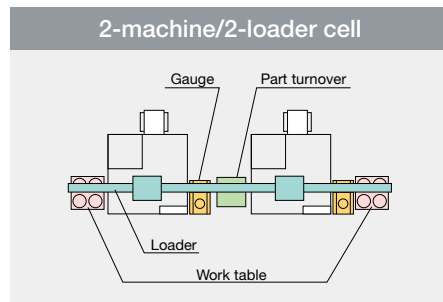 2-machine/2-loader cell
Gauge
Part turnover
Loader
Work table